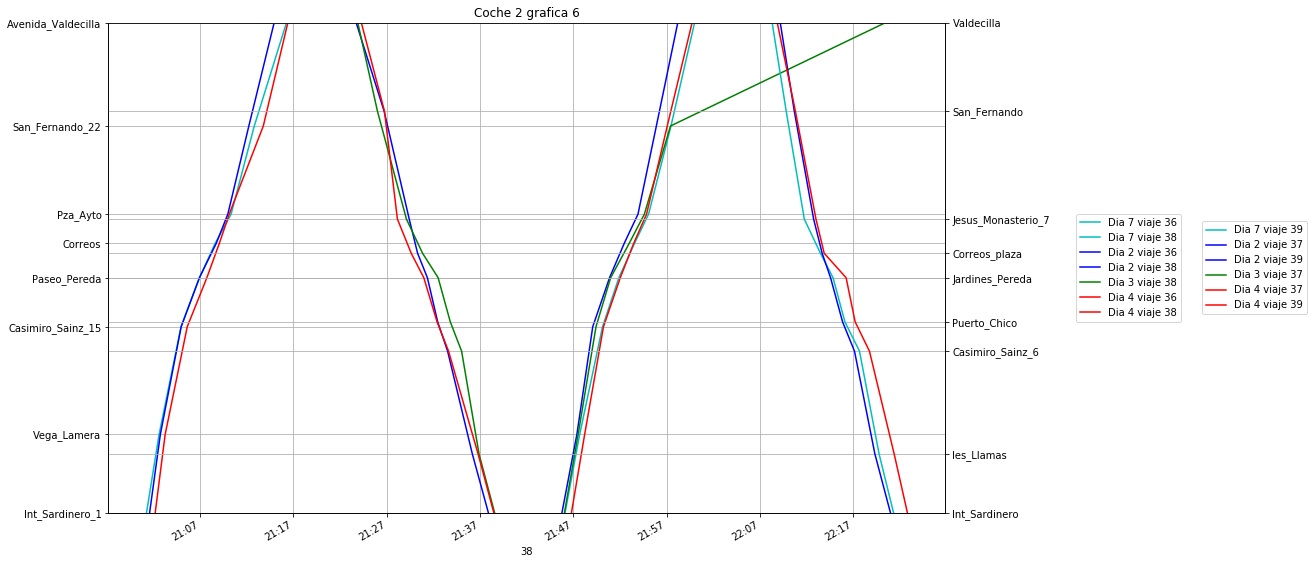 Coche 2 grafica 6
Avenida_Valdecilla
San_Fernando_22
Pza_Ayto
Correos
Paseo_Pereda
Casimiro_Sainz_15
Vega_Lamera
Int_Sardinero_1
Valdecilla
San_Fernando
Jesus_Monasterio_7
Correos_plaza
Jardines_Pereda
Puerto_Chico
Casimiro_Sainz_6
Ies_Llamas
Int_Sardinero
21:07
21:17
21:27
21:37
21:47
21:57
22:07
22:17
38
Dia 7 viaje 36
Dia 7 viaje 38
Dia 2 viaje 36
Dia 2 viaje 38
Dia 3 viaje 38
Dia 4 viaje 36
Dia 4 viaje 38
Dia 7 viaje 39
Dia 2 viaje 37
Dia 2 viaje 39
Dia 3 viaje 37
Dia 4 viaje 37
Dia 4 viaje 39